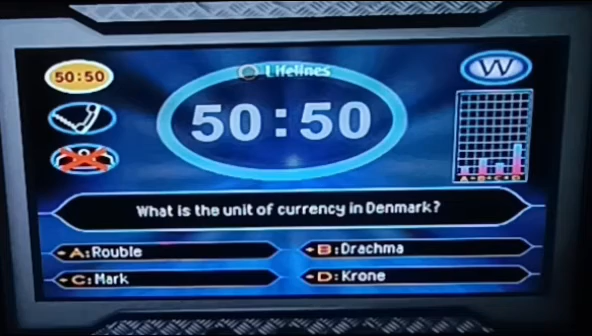 50:50
Lifelines
W
50:50
A • B • C • D
What is the unit of currency in Denmark?
A: Rouble
B: Drachma
C: Mark
D: Krone